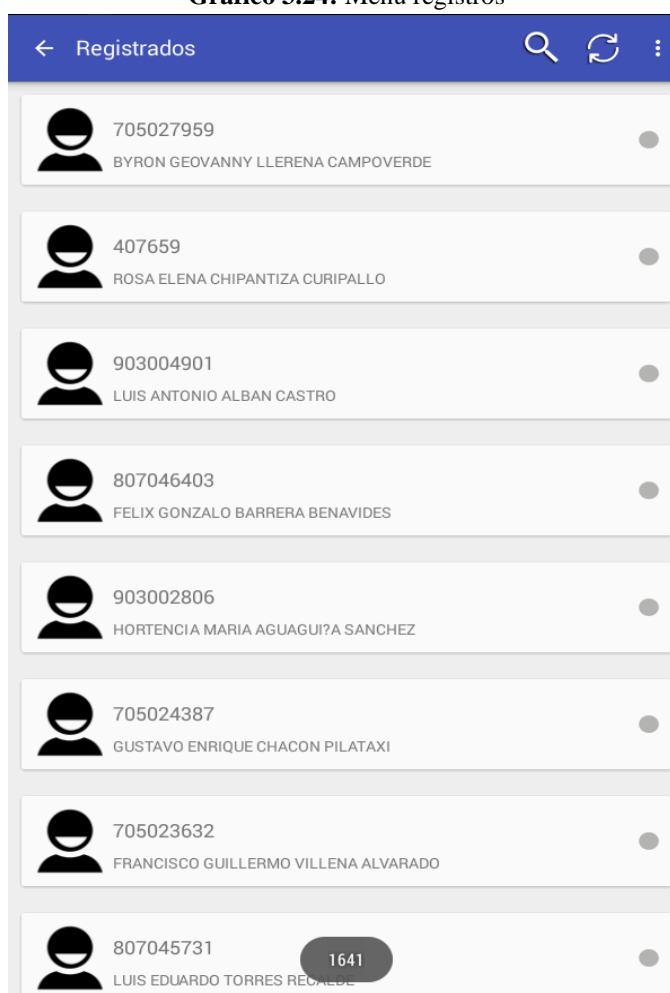 Gráfico 3.24: Menú registros
Registrados
705027959
BYRON GEOVANNY LLERENA CAMPOVERDE
407659
ROSA ELENA CHIPANTIZA CURIPALLO
903004901
LUIS ANTONIO ALBAN CASTRO
807046403
FELIX GONZALO BARRERA BENAVIDES
903002806
HORTENCIA MARIA AGUAGUI?A SANCHEZ
705024387
GUSTAVO ENRIQUE CHACON PILATAXI
705023632
FRANCISCO GUILLERMO VILLENA ALVARADO
807045731
1641
LUIS EDUARDO TORRES RECALDE